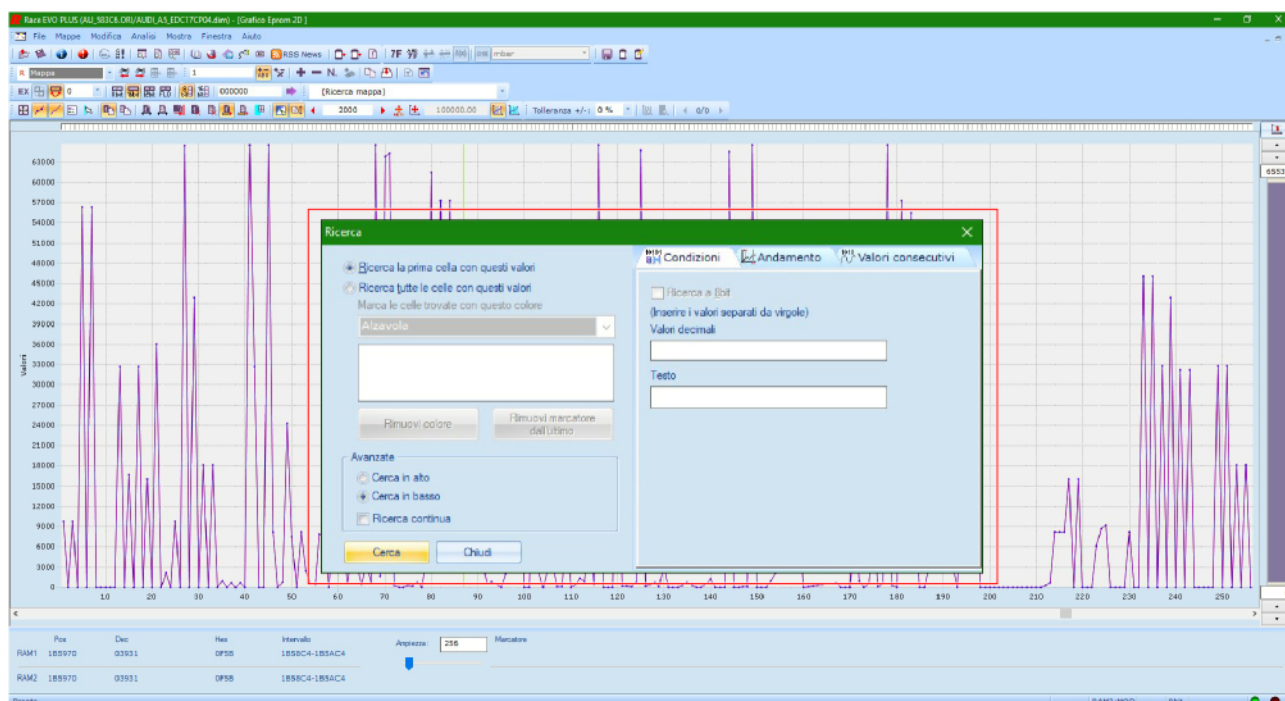 Race EVO PLUS (AU_583C6.ORI/AUDI_A5_EDC17CP04.dim) - [Grafico Eprom 2D ]
File Mappe Modifica Analisi Mostra Finestra Aiuto
RSS News 7F mbar
Mappa 1 N.
EX 0 000000 [Ricerca mappa]
2000 100000.00 Tolleranza +/-: 0 % 0/0
6553
63000
60000
57000
54000
51000
48000
45000
42000
39000
36000
33000
30000
27000
24000
21000
18000
15000
12000
9000
6000
3000
0
Valori
Ricerca
Ricerca la prima cella con questi valori
Ricerca tutte le celle con questi valori
Marca le celle trovate con questo colore
Alzavola
Rimuovi colore
Rimuovi marcatore dall'ultimo
Avanzate
Cerca in alto
Cerca in basso
Ricerca continua
Cerca Chiudi
Condizioni Andamento Valori consecutivi
Ricerca a 8bit
(Inserire i valori separati da virgole)
Valori decimali
Testo
10 20 30 40 50 60 70 80 90 100 110 120 130 140 150 160 170 180 190 200 210 220 230 240 250
Pos Dec Hex Intervallo Ampiezza: 256 Marcatore
RAM1 1B5970 03931 0F5B 1B58C4-1B5AC4
RAM2 1B5970 03931 0F5B 1B58C4-1B5AC4